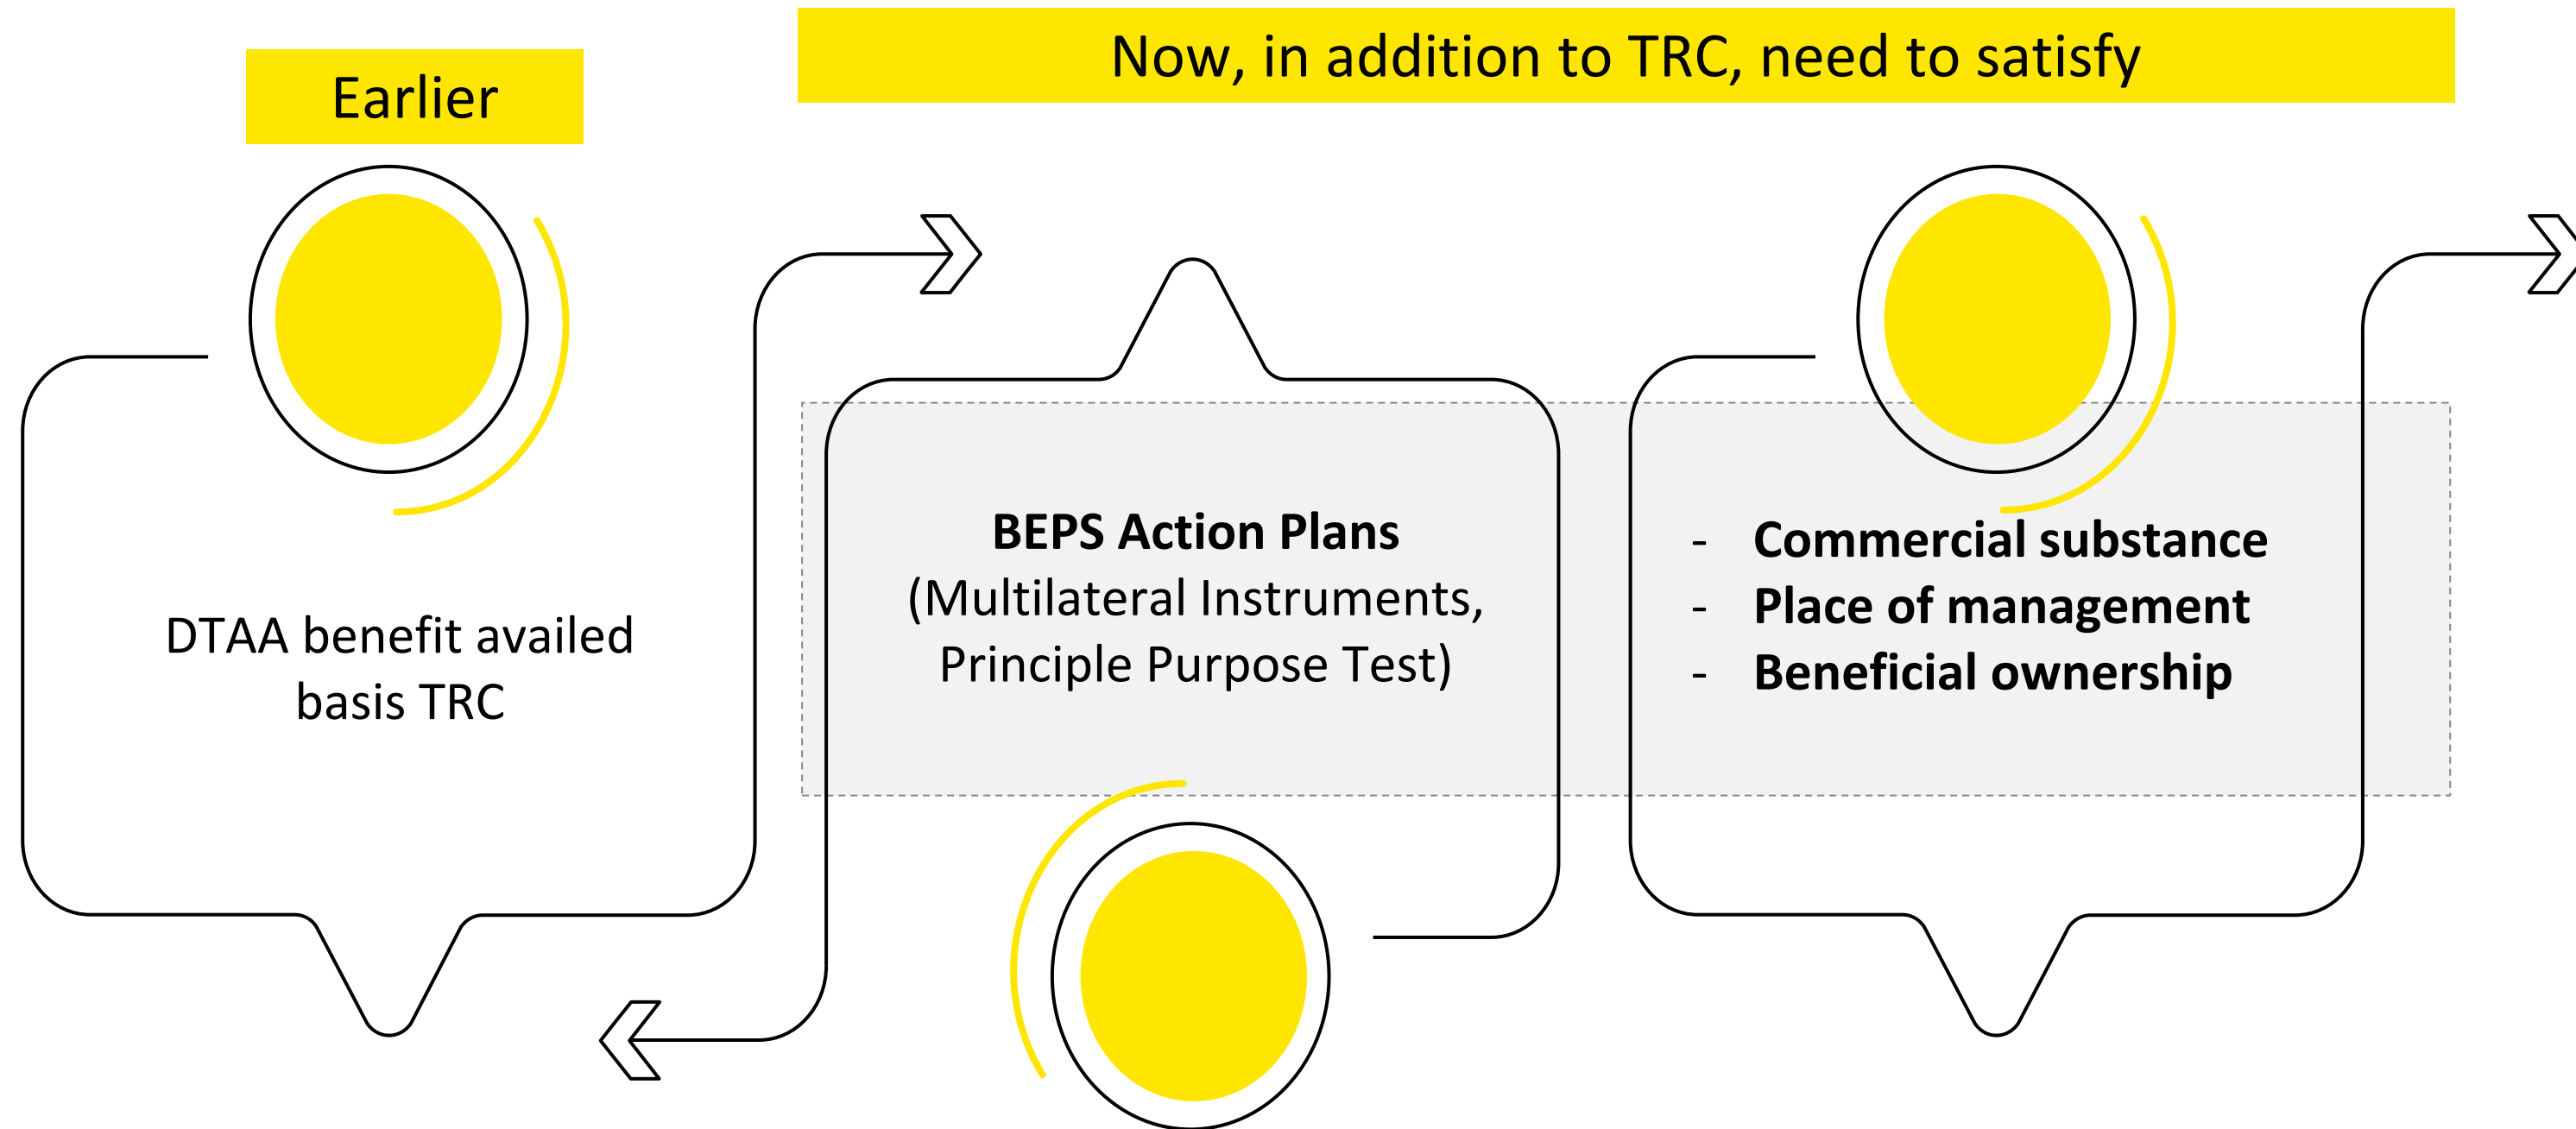 Earlier
Now, in addition to TRC, need to satisfy
DTAA benefit availed
basis TRC
BEPS Action Plans
(Multilateral Instruments,
Principle Purpose Test)
- Commercial substance
- Place of management
- Beneficial ownership